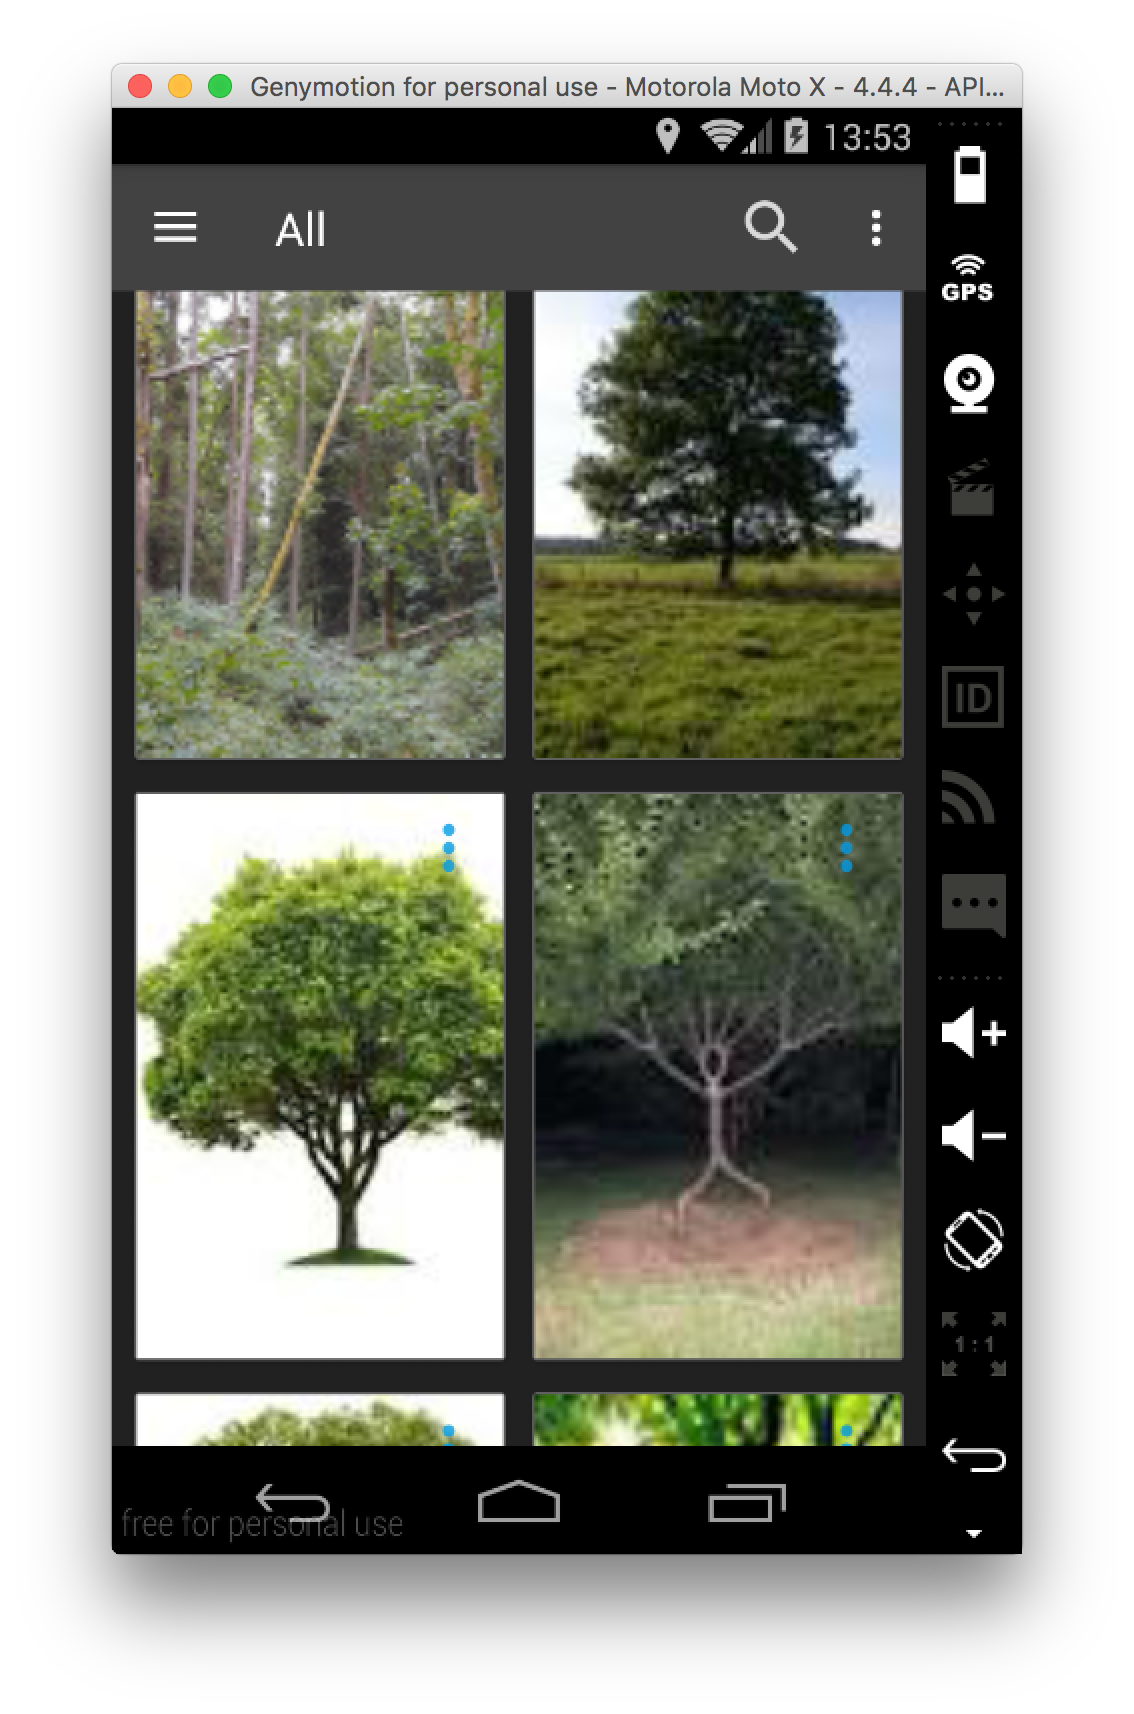 Genymotion for personal use - Motorola Moto X - 4.4.4 - API...
13:53
All
GPS
ID
1:1
free for personal use